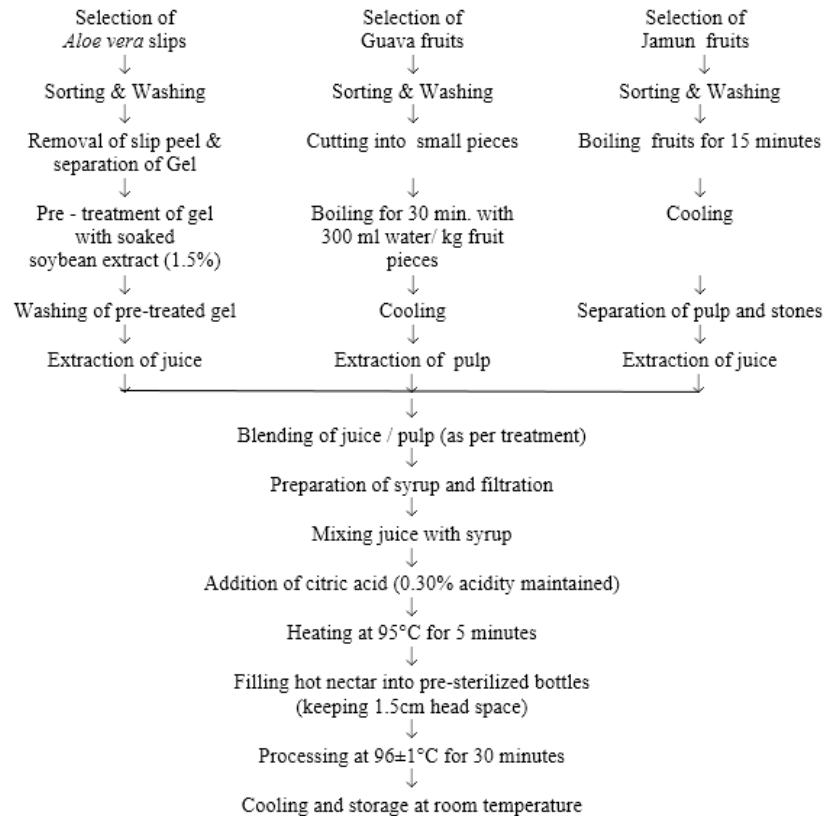 Selection of
Aloe vera slips
↓
Sorting & Washing
↓
Removal of slip peel &
separation of Gel
↓
Pre - treatment of gel
with soaked
soybean extract (1.5%)
↓
Washing of pre-treated gel
↓
Extraction of juice
Selection of
Guava fruits
↓
Sorting & Washing
↓
Cutting into small pieces
↓
Boiling for 30 min. with
300 ml water/ kg fruit
pieces
↓
Cooling
↓
Extraction of pulp
Selection of
Jamun fruits
↓
Sorting & Washing
↓
Boiling fruits for 15 minutes
↓
Cooling
↓
Separation of pulp and stones
↓
Extraction of juice
↓
Blending of juice / pulp (as per treatment)
↓
Preparation of syrup and filtration
↓
Mixing juice with syrup
↓
Addition of citric acid (0.30% acidity maintained)
↓
Heating at 95°C for 5 minutes
↓
Filling hot nectar into pre-sterilized bottles
(keeping 1.5cm head space)
↓
Processing at 96±1°C for 30 minutes
↓
Cooling and storage at room temperature